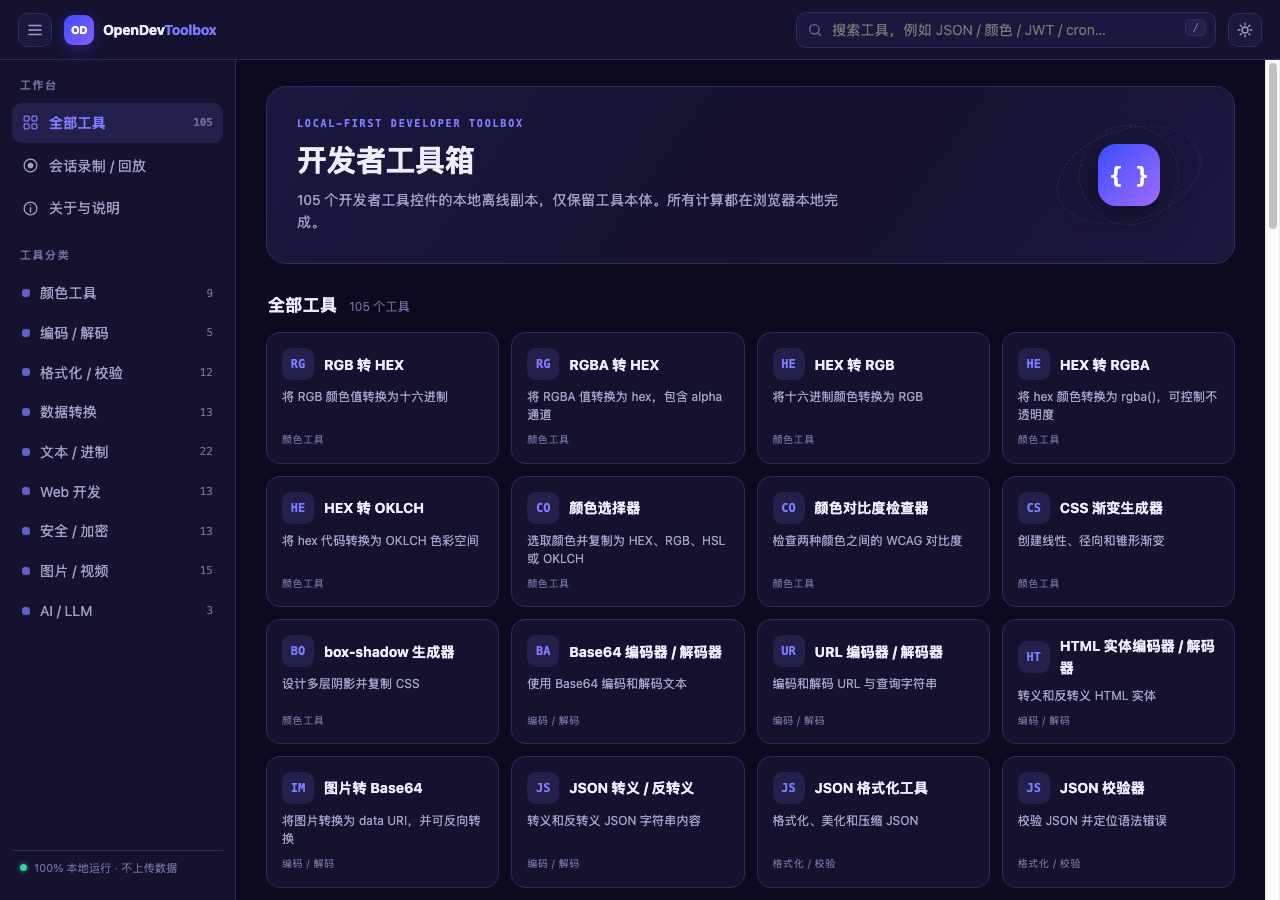 OD
OpenDevToolbox
搜索工具，例如 JSON / 颜色 / JWT / cron...
/
工作台
全部工具 105
会话录制 / 回放
关于与说明
工具分类
颜色工具 9
编码 / 解码 5
格式化 / 校验 12
数据转换 13
文本 / 进制 22
Web 开发 13
安全 / 加密 13
图片 / 视频 15
AI / LLM 3
100% 本地运行 · 不上传数据
LOCAL-FIRST DEVELOPER TOOLBOX
开发者工具箱
105 个开发者工具控件的本地离线副本，仅保留工具本体。所有计算都在浏览器本地完
成。
{ }
全部工具 105 个工具
RG RGB 转 HEX
将 RGB 颜色值转换为十六进制
颜色工具
RG RGBA 转 HEX
将 RGBA 值转换为 hex，包含 alpha
通道
颜色工具
HE HEX 转 RGB
将十六进制颜色转换为 RGB
颜色工具
HE HEX 转 RGBA
将 hex 颜色转换为 rgba()，可控制不
透明度
颜色工具
HE HEX 转 OKLCH
将 hex 代码转换为 OKLCH 色彩空间
颜色工具
CO 颜色选择器
选取颜色并复制为 HEX、RGB、HSL
或 OKLCH
颜色工具
CO 颜色对比度检查器
检查两种颜色之间的 WCAG 对比度
颜色工具
CS CSS 渐变生成器
创建线性、径向和锥形渐变
颜色工具
BO box-shadow 生成器
设计多层阴影并复制 CSS
颜色工具
BA Base64 编码器 / 解码器
使用 Base64 编码和解码文本
编码 / 解码
UR URL 编码器 / 解码器
编码和解码 URL 与查询字符串
编码 / 解码
HT HTML 实体编码器 / 解码
器
转义和反转义 HTML 实体
编码 / 解码
IM 图片转 Base64
将图片转换为 data URI，并可反向转
换
编码 / 解码
JS JSON 转义 / 反转义
转义和反转义 JSON 字符串内容
编码 / 解码
JS JSON 格式化工具
格式化、美化和压缩 JSON
格式化 / 校验
JS JSON 校验器
校验 JSON 并定位语法错误
格式化 / 校验